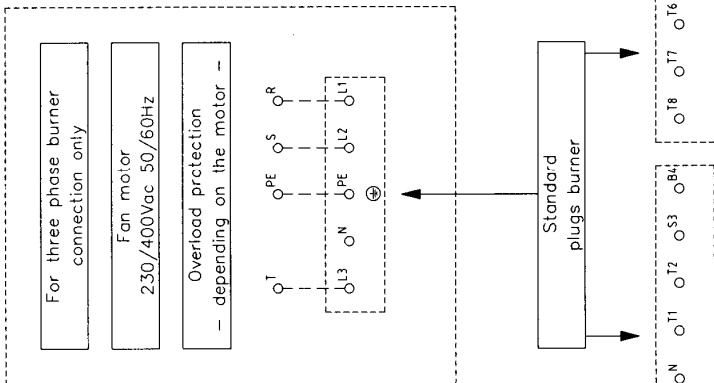 For three phase burner
connection only
Fan motor
230/400Vac 50/60Hz
Overload prctection
– depending on the motor –
R
S
PE
T
L1
L2
PE
N
L3
Standard
plugs burner
T6
T7
T8
B4
S3
T2
T1
N